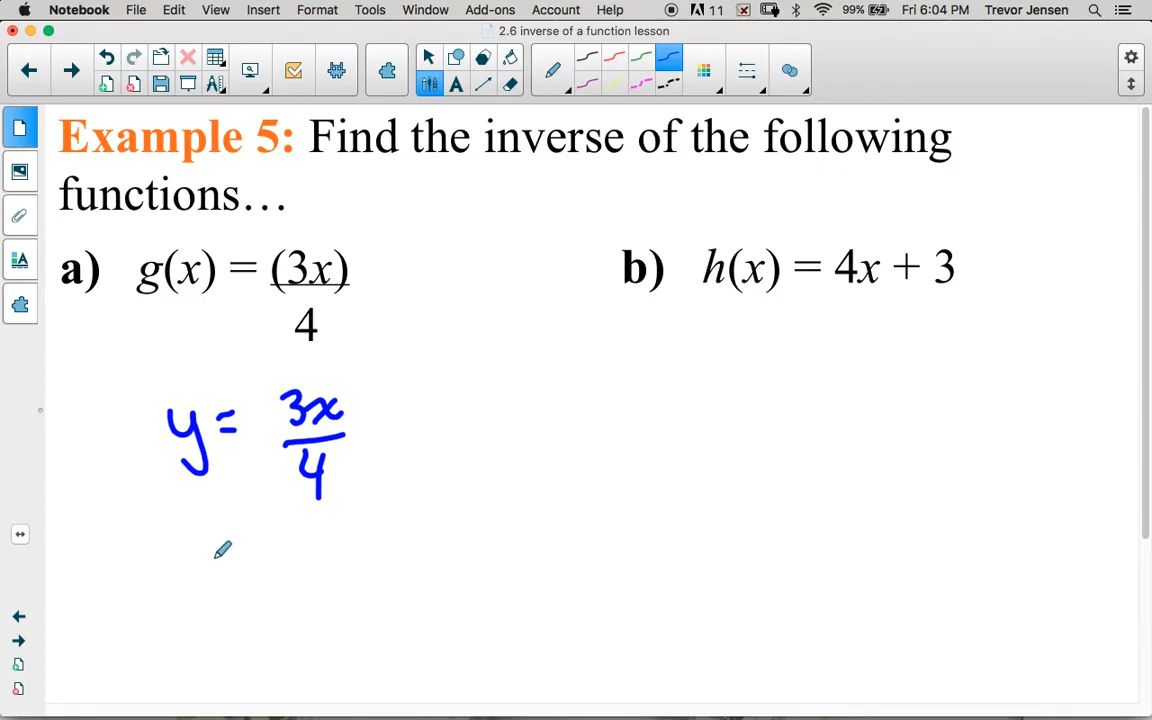 Notebook File Edit View Insert Format Tools Window Add-ons Account Help 11 99% Fri 6:04 PM Trevor Jensen
2.6 inverse of a function lesson
Example 5: Find the inverse of the following
functions…
a) g(x) = (3x)
4
b) h(x) = 4x + 3
y = 3x
4